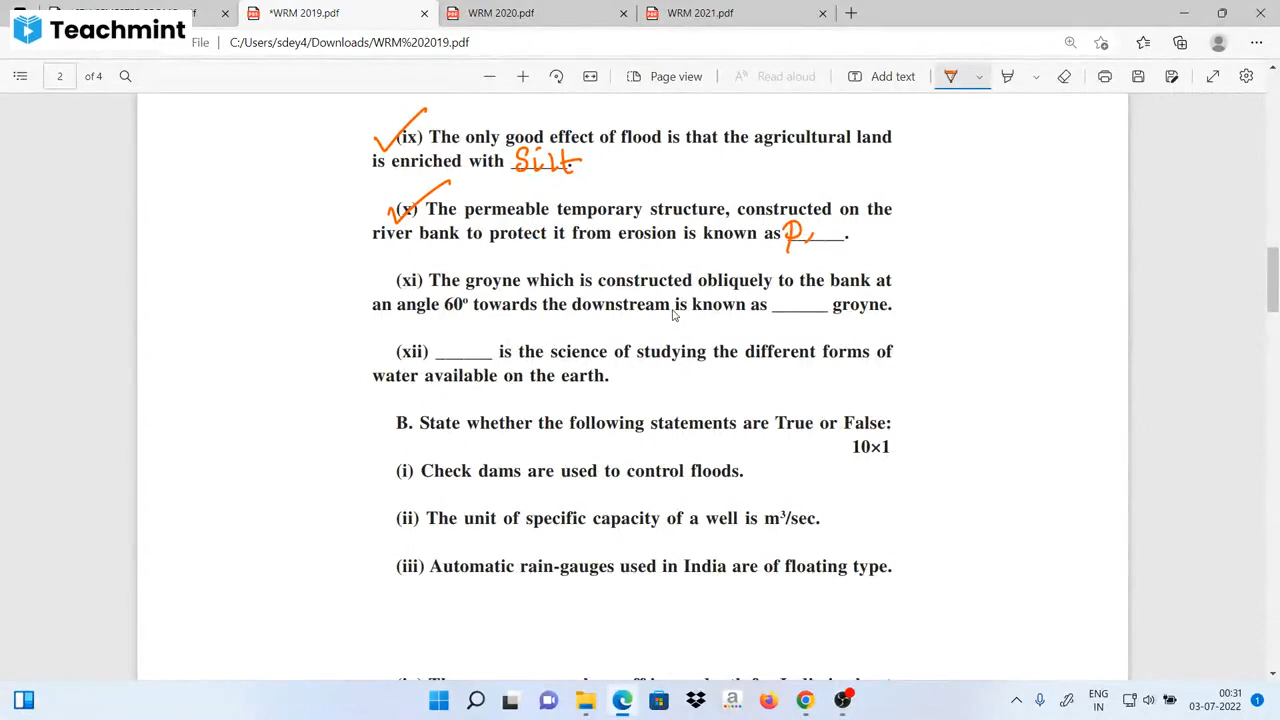 Teachmint
*WRM 2019.pdf
WRM 2020.pdf
WRM 2021.pdf
File C:/Users/sdey4/Downloads/WRM%202019.pdf
2 of 4
Page view
Read aloud
Add text
(ix) The only good effect of flood is that the agricultural land
is enriched with Silt.
(x) The permeable temporary structure, constructed on the
river bank to protect it from erosion is known as P______.
(xi) The groyne which is constructed obliquely to the bank at
an angle 60º towards the downstream is known as ______ groyne.
(xii) ______ is the science of studying the different forms of
water available on the earth.
B. State whether the following statements are True or False:
10×1
(i) Check dams are used to control floods.
(ii) The unit of specific capacity of a well is m³/sec.
(iii) Automatic rain-gauges used in India are of floating type.
ENG
IN
00:31
03-07-2022